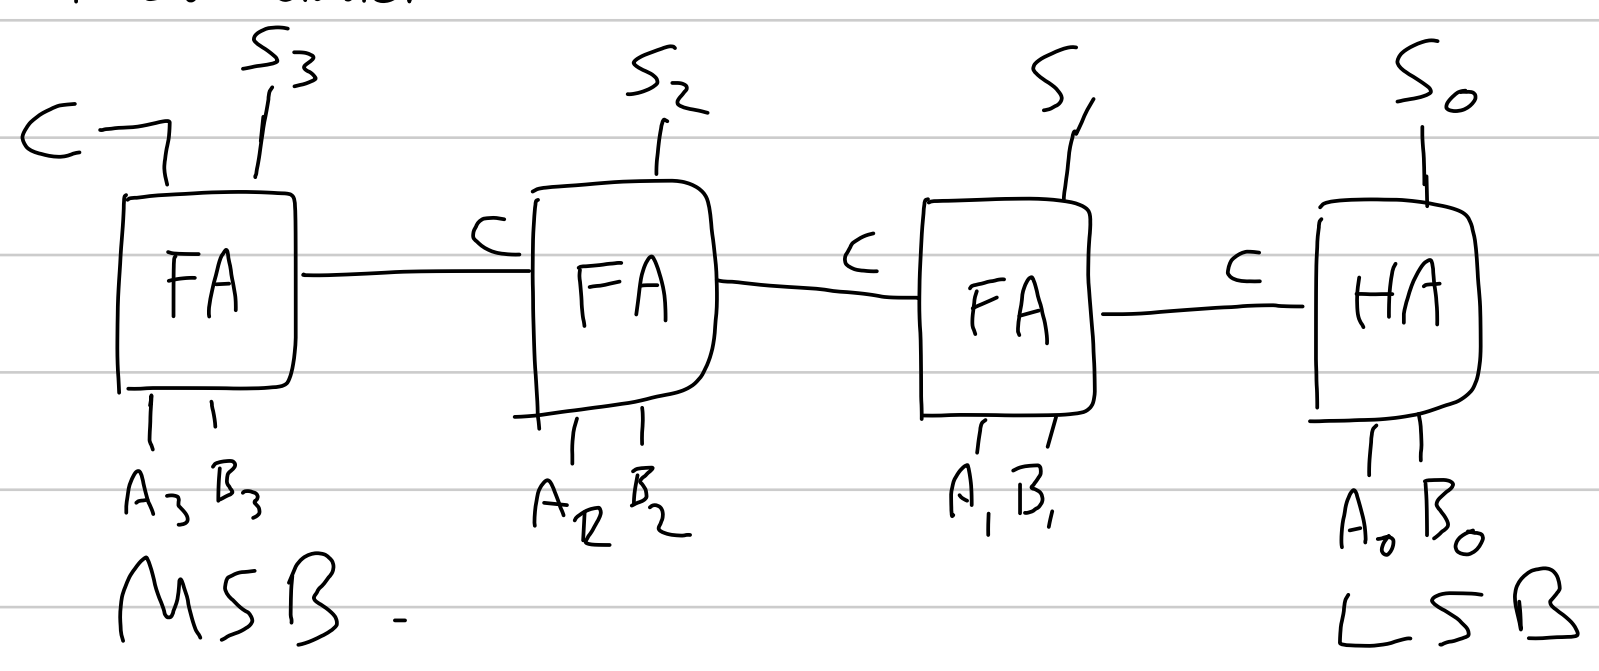 S3 S2 S1 S0
C
C C C
FA FA FA HA
A3 B3 A2 B2 A1 B1 A0 B0
MSB - LSB